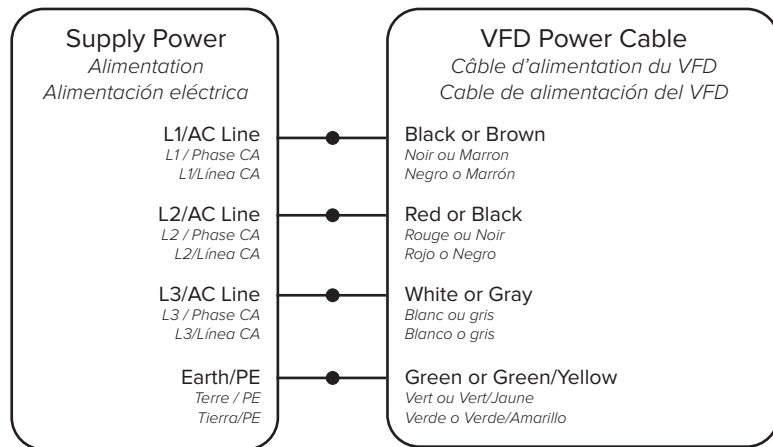 Supply Power
Alimentation
Alimentación eléctrica
VFD Power Cable
Câble d'alimentation du VFD
Cable de alimentación del VFD
L1/AC Line
L1 / Phase CA
L1/Línea CA
Black or Brown
Noir ou Marron
Negro o Marrón
L2/AC Line
L2 / Phase CA
L2/Línea CA
Red or Black
Rouge ou Noir
Rojo o Negro
L3/AC Line
L3 / Phase CA
L3/Línea CA
White or Gray
Blanc ou gris
Blanco o gris
Earth/PE
Terre / PE
Tierra/PE
Green or Green/Yellow
Vert ou Vert/Jaune
Verde o Verde/Amarillo